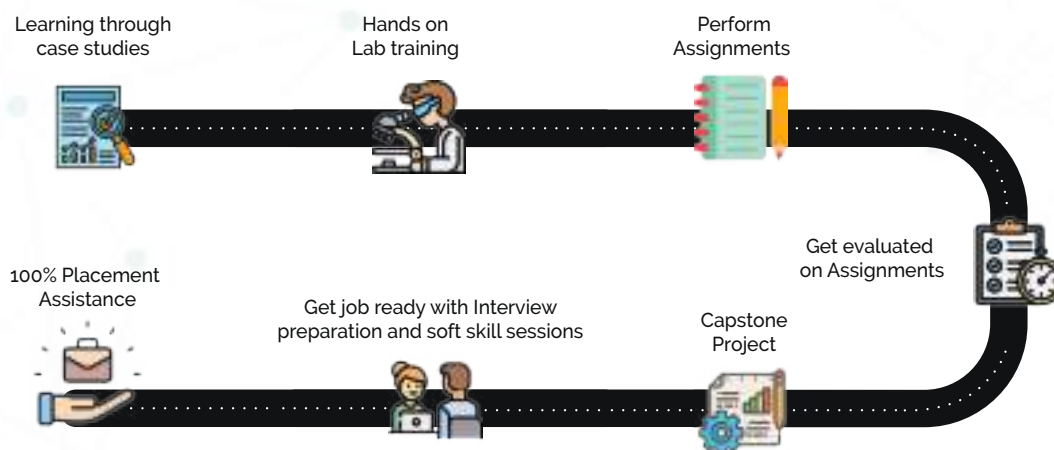 Learning through
case studies
Hands on
Lab training
Perform
Assignments
Get evaluated
on Assignments
Capstone
Project
Get job ready with Interview
preparation and soft skill sessions
100% Placement
Assistance